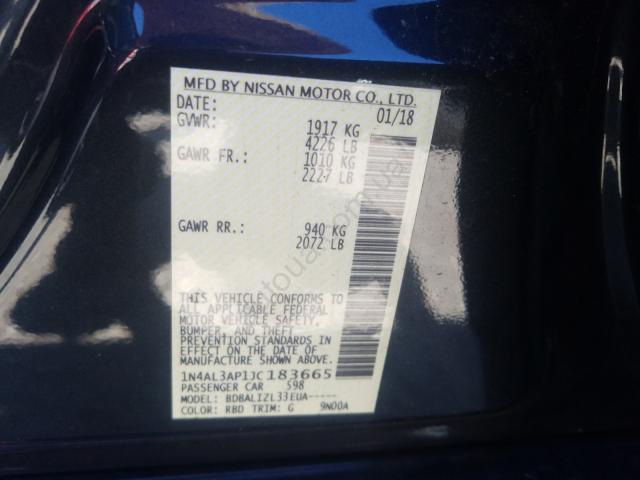 MFD BY NISSAN MOTOR CO., LTD.
DATE: 01/18
GVWR: 1917 KG
4226 LB
GAWR FR: 1010 KG
2227 LB
GAWR RR: 940 KG
2072 LB
THIS VEHICLE CONFORMS TO
ALL APPLICABLE FEDERAL
MOTOR VEHICLE SAFETY,
BUMPER, AND THEFT
PREVENTION STANDARDS IN
EFFECT ON THE DATE OF
MANUFACTURE SHOWN ABOVE.
1N4AL3AP1JC183665
PASSENGER CAR 598
MODEL: BDBALIZL33EUA-----
COLOR: RBD TRIM: G 9N00A